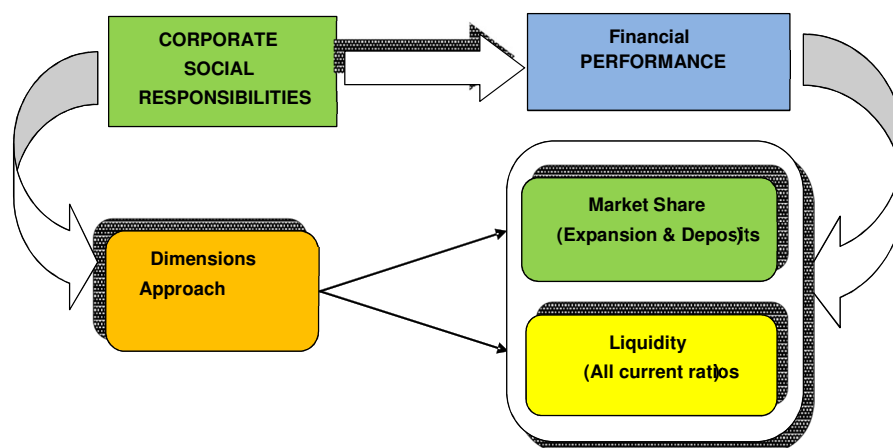 CORPORATE
SOCIAL
RESPONSIBILITIES
Financial
PERFORMANCE
Market Share
(Expansion & Deposits)
Dimensions
Approach
Liquidity
(All current ratios)